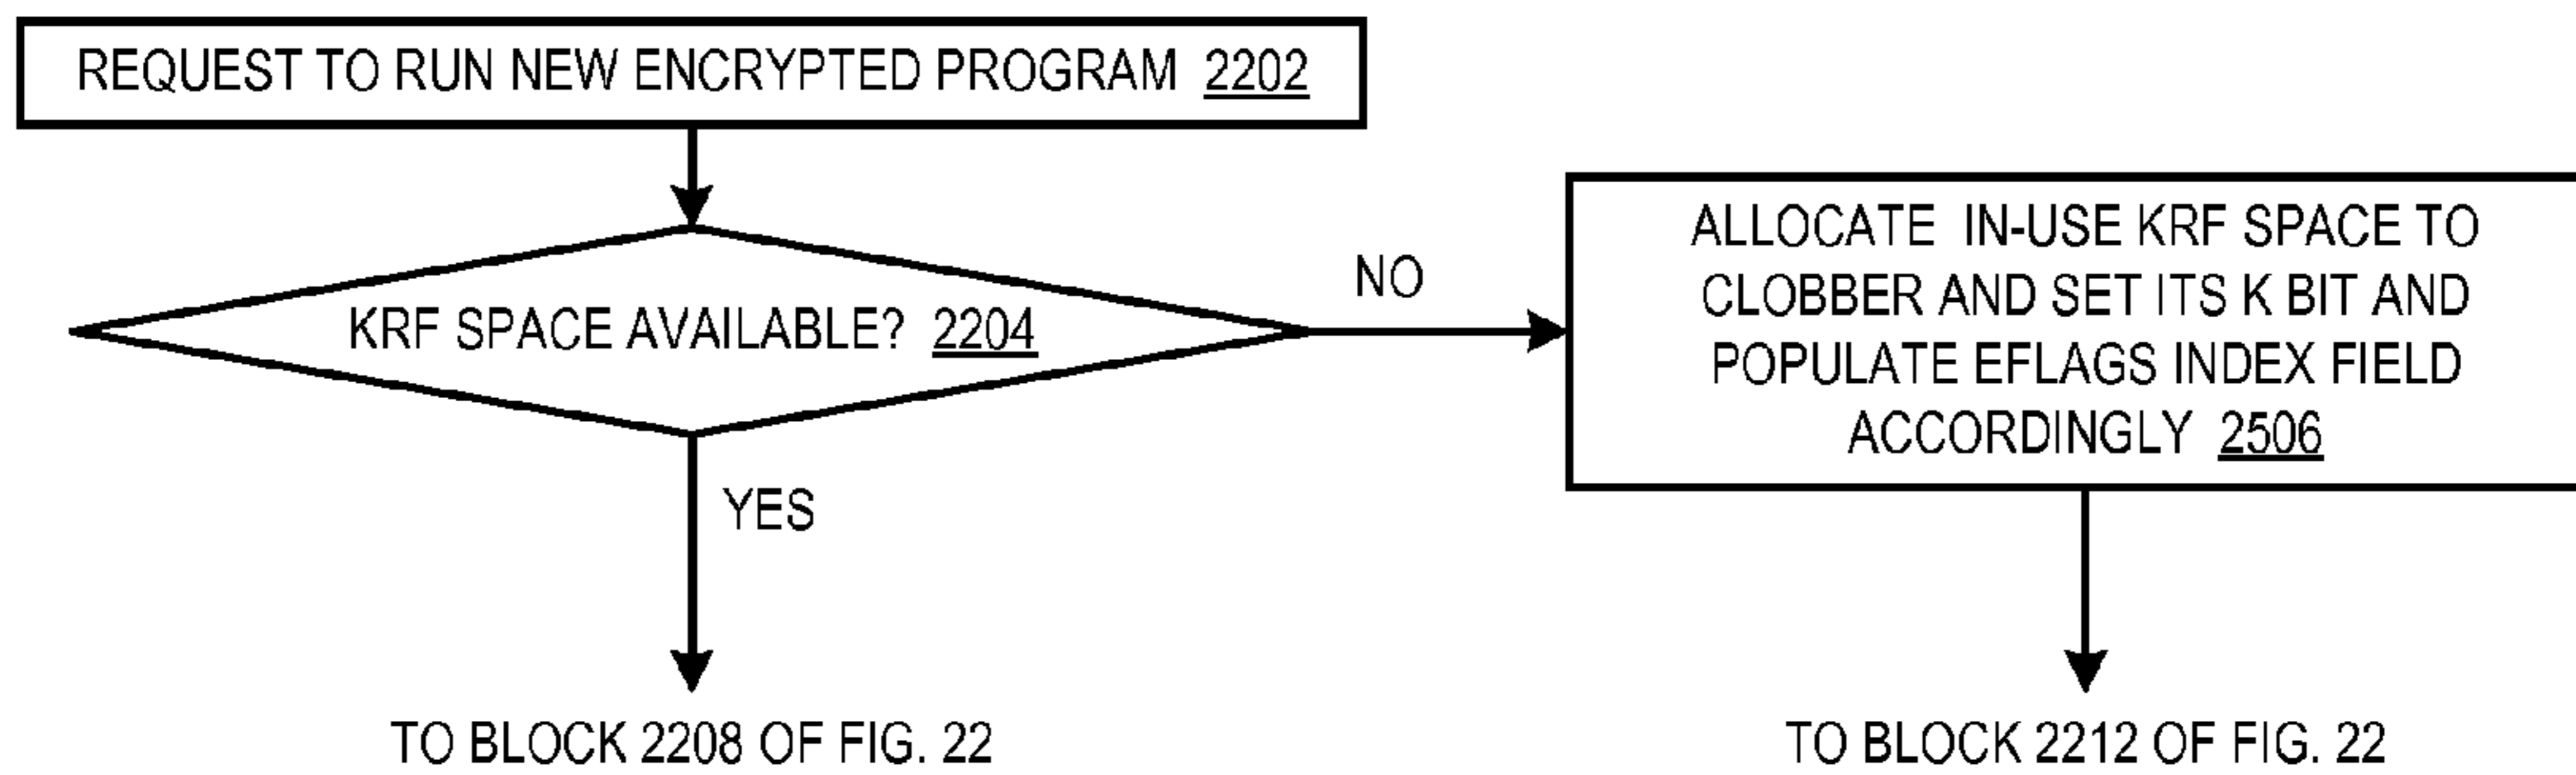 REQUEST TO RUN NEW ENCRYPTED PROGRAM 2202
KRF SPACE AVAILABLE? 2204
NO
ALLOCATE IN-USE KRF SPACE TO
CLOBBER AND SET ITS K BIT AND
POPULATE EFLAGS INDEX FIELD
ACCORDINGLY 2506
YES
TO BLOCK 2208 OF FIG. 22
TO BLOCK 2212 OF FIG. 22